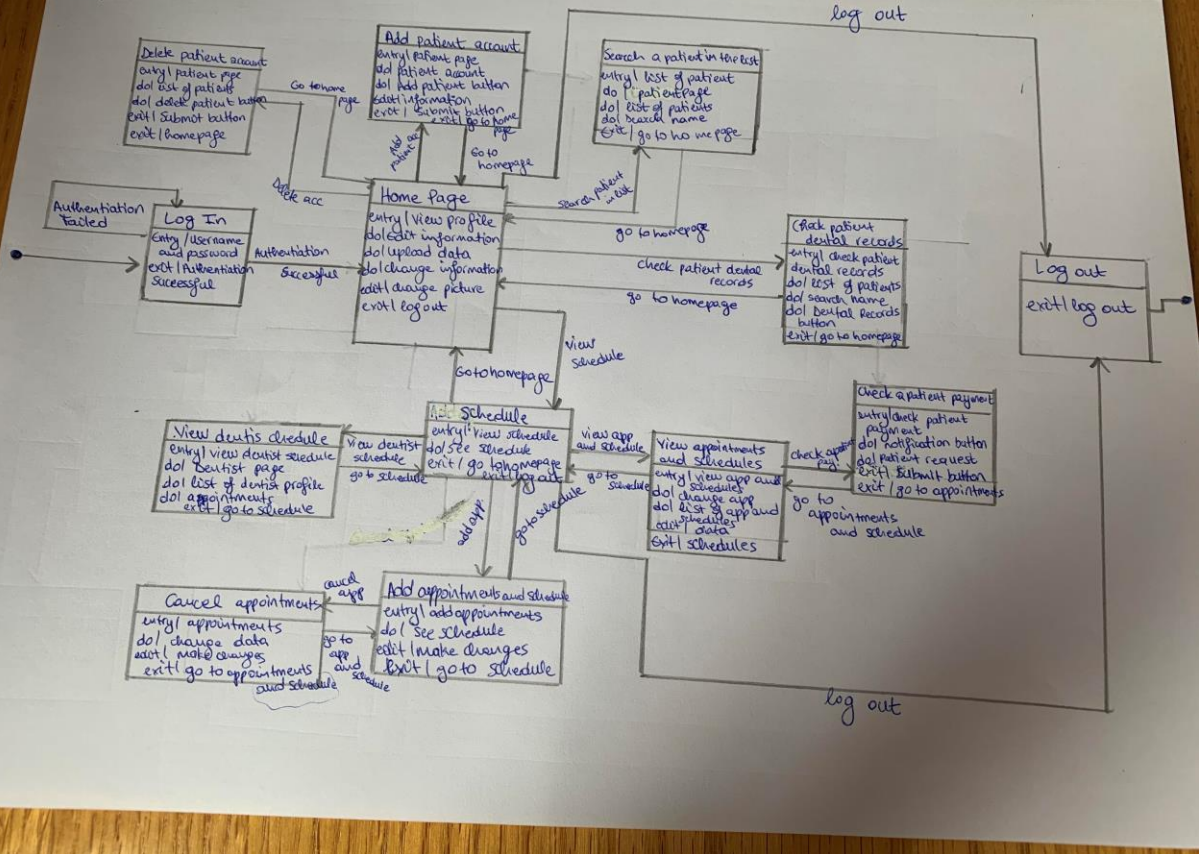 log out
Delete patient account
entry/ patient page
do/ list of patients
do/ delete patient button
exit/ Submit button
exit/ homepage
Go to home
page
Add patient account
entry/ patient page
do/ patient account
do/ Add patient button
edit/ information
exit/ Submit button
exit/ go to home
page
Search a patient in the list
entry/ list of patient
do / patient page
do/ list of patients
do/ search name
exit/ go to home page
Add
patient acc
Go to
homepage
Delete acc
search patient
in list
go to homepage
Authentiation
Failed
Log In
Entry/username
and password
exit/Authentiation
Successful
Authentiation
Successful
Home Page
entry/ view profile
do/edit information
do/upload data
do/change information
edit/ change picture
exit/ log out
check patient dental
records
go to homepage
Check patient
dental records
entry/ check patient
dental records
do/ list of patients
do/ search name
do/ Dental Records
button
exit/ go to homepage
Log out
exit/ log out
Go to homepage
view
schedule
Schedule
entry/ view schedule
do/ see schedule
exit/ go to homepage
exit/ log out
View dentis chedule
entry/ view dentist schedule
do/ Dentist page
do/ list of dentist profile
do/ appointments
exit/ go to schedule
view dentist
schedule
go to schedule
view app
and schedule
go to
schedule
View appointments
and schedules
entry/ view app and
schedules
do/ change app
do/ list of app and
schedules
edit/ data
Exit/ schedules
check
pay.
Check a patient payment
entry/check patient
payment
do/ notification button
do/ patient request
exit/ Submit button
exit/ go to appointments
go to
appointments
and schedule
add app
go to schedule
Cancel appointments
entry/ appointments
do/ change data
edit/ make changes
exit/ go to appointments
and schedule
cancel
app
go to
app
and
schedule
Add appointments and schedule
entry/ add appointments
do/ see schedule
edit/make changes
Exit/ go to schedule
log out